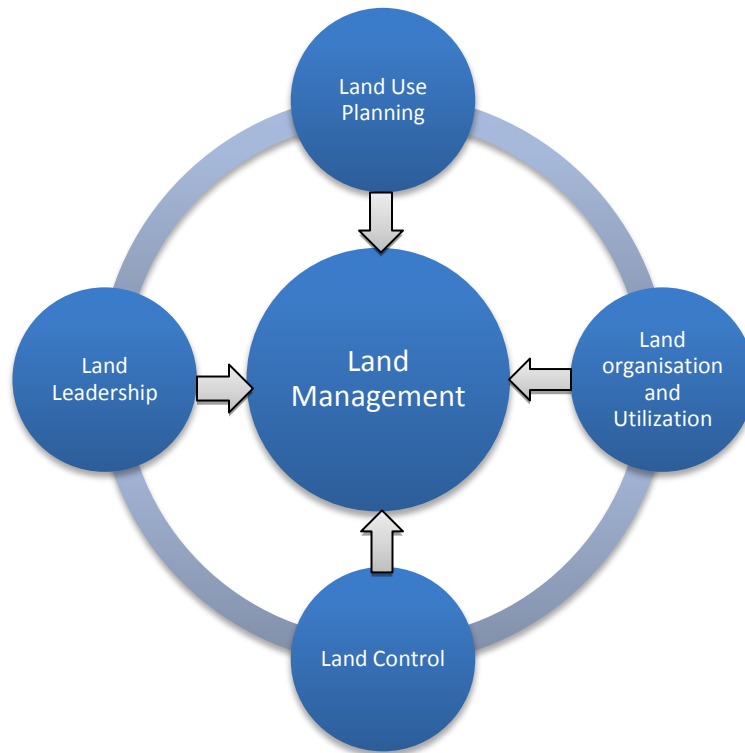 Land Use
Planning
Land
Leadership
Land
Management
Land
organisation
and
Utilization
Land Control